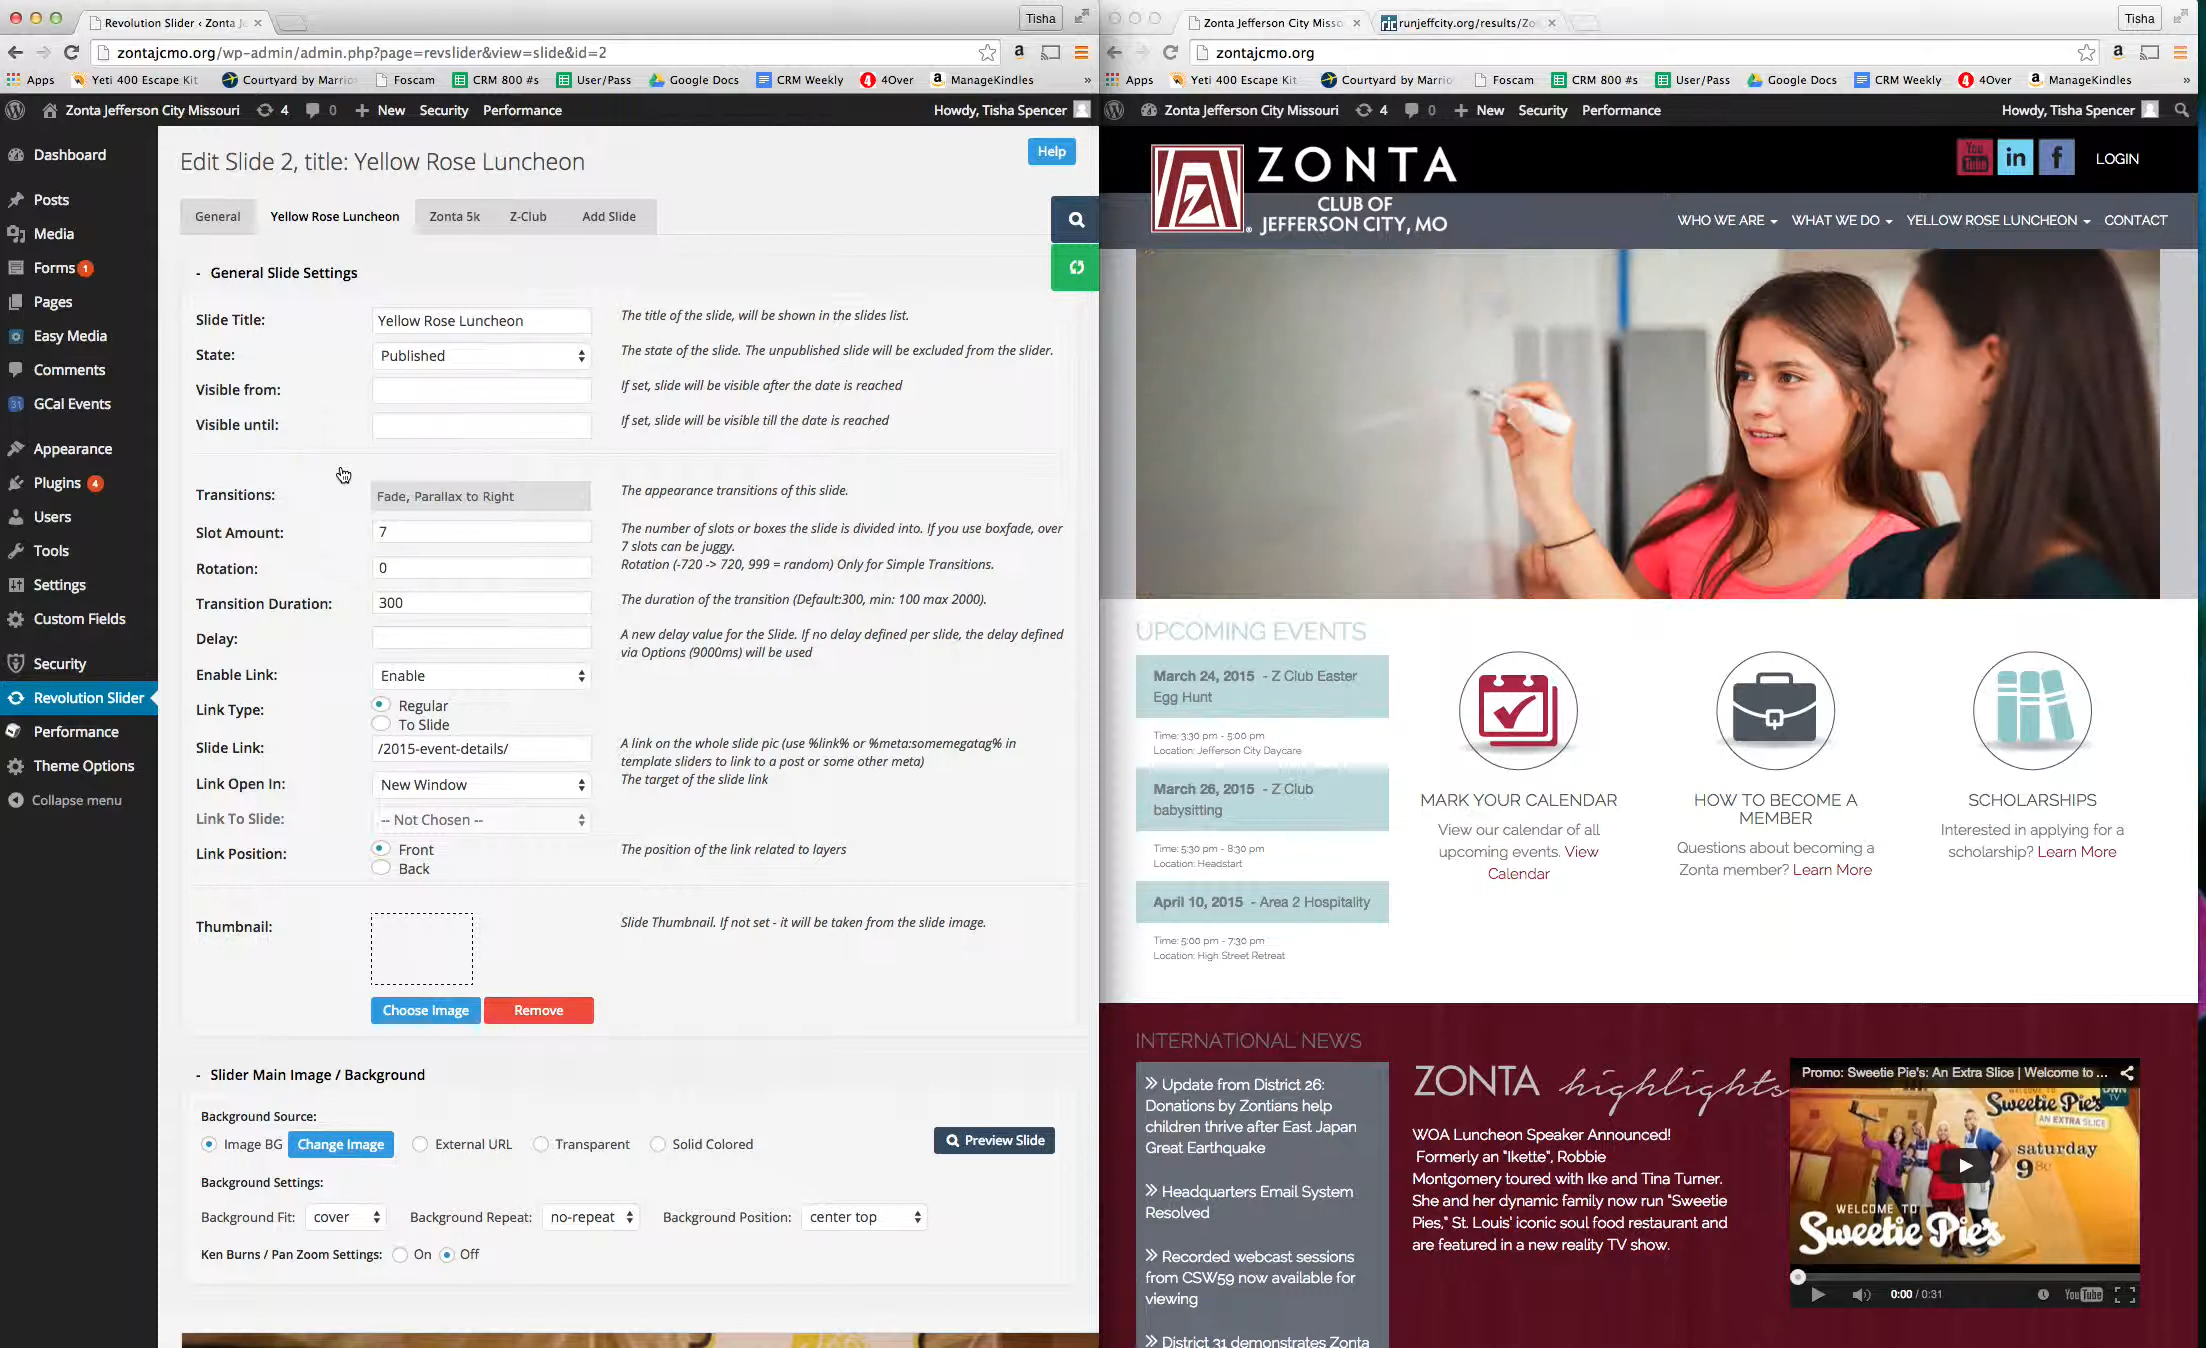 Revolution Slider ‹ Zonta J
Tisha
zontajcmo.org/wp-admin/admin.php?page=revslider&view=slide&id=2
Apps
Yeti 400 Escape Kit
Courtyard by Marrio
Foscam
CRM 800 #s
User/Pass
Google Docs
CRM Weekly
4Over
ManageKindles
»
Zonta Jefferson City Missouri
4
0
New
Security
Performance
Howdy, Tisha Spencer
Dashboard
Posts
Media
Forms 1
Pages
Easy Media
Comments
31 GCal Events
Appearance
Plugins 4
Users
Tools
Settings
Custom Fields
Security
Revolution Slider
Performance
Theme Options
Collapse menu
Edit Slide 2, title: Yellow Rose Luncheon
Help
General
Yellow Rose Luncheon
Zonta 5k
Z-Club
Add Slide
- General Slide Settings
Slide Title:
Yellow Rose Luncheon
The title of the slide, will be shown in the slides list.
State:
Published
The state of the slide. The unpublished slide will be excluded from the slider.
Visible from:
If set, slide will be visible after the date is reached
Visible until:
If set, slide will be visible till the date is reached
Transitions:
Fade, Parallax to Right
The appearance transitions of this slide.
Slot Amount:
7
The number of slots or boxes the slide is divided into. If you use boxfade, over
7 slots can be juggy.
Rotation:
0
Rotation (-720 -> 720, 999 = random) Only for Simple Transitions.
Transition Duration:
300
The duration of the transition (Default:300, min: 100 max 2000).
Delay:
A new delay value for the Slide. If no delay defined per slide, the delay defined
via Options (9000ms) will be used
Enable Link:
Enable
Link Type:
Regular
To Slide
Slide Link:
/2015-event-details/
A link on the whole slide pic (use %link% or %meta:somemegatag% in
template sliders to link to a post or some other meta)
Link Open In:
New Window
The target of the slide link
Link To Slide:
-- Not Chosen --
Link Position:
Front
Back
The position of the link related to layers
Thumbnail:
Slide Thumbnail. If not set - it will be taken from the slide image.
Choose Image
Remove
- Slider Main Image / Background
Background Source:
Image BG
Change Image
External URL
Transparent
Solid Colored
Preview Slide
Background Settings:
Background Fit:
cover
Background Repeat:
no-repeat
Background Position:
center top
Ken Burns / Pan Zoom Settings:
On
Off
Zonta Jefferson City Misso
rjc
runjeffcity.org/results/Zo
Tisha
zontajcmo.org
Apps
Yeti 400 Escape Kit
Courtyard by Marrio
Foscam
CRM 800 #s
User/Pass
Google Docs
CRM Weekly
4Over
ManageKindles
»
Zonta Jefferson City Missouri
4
0
New
Security
Performance
Howdy, Tisha Spencer
Z
ZONTA
CLUB OF
JEFFERSON CITY, MO
You Tube
in
f
LOGIN
WHO WE ARE
WHAT WE DO
YELLOW ROSE LUNCHEON
CONTACT
UPCOMING EVENTS
March 24, 2015 - Z Club Easter
Egg Hunt
Time: 3:30 pm - 5:00 pm
Location: Jefferson City Daycare
March 26, 2015 - Z Club
babysitting
Time: 5:30 pm - 8:30 pm
Location: Headstart
April 10, 2015 - Area 2 Hospitality
Time: 5:00 pm - 7:30 pm
Location: High Street Retreat
MARK YOUR CALENDAR
View our calendar of all
upcoming events. View
Calendar
HOW TO BECOME A
MEMBER
Questions about becoming a
Zonta member? Learn More
SCHOLARSHIPS
Interested in applying for a
scholarship? Learn More
INTERNATIONAL NEWS
» Update from District 26:
Donations by Zontians help
children thrive after East Japan
Great Earthquake
» Headquarters Email System
Resolved
» Recorded webcast sessions
from CSW59 now available for
viewing
» District 31 demonstrates Zonta
ZONTA highlights
WOA Luncheon Speaker Announced!
Formerly an "Ikette", Robbie
Montgomery toured with Ike and Tina Turner.
She and her dynamic family now run "Sweetie
Pies," St. Louis' iconic soul food restaurant and
are featured in a new reality TV show.
Promo: Sweetie Pie's: An Extra Slice | Welcome to ...
OWN
TV
Sweetie Pie's
AN EXTRA SLICE
saturday
9
WELCOME TO
Sweetie Pie's
0:00 / 0:31
YouTube